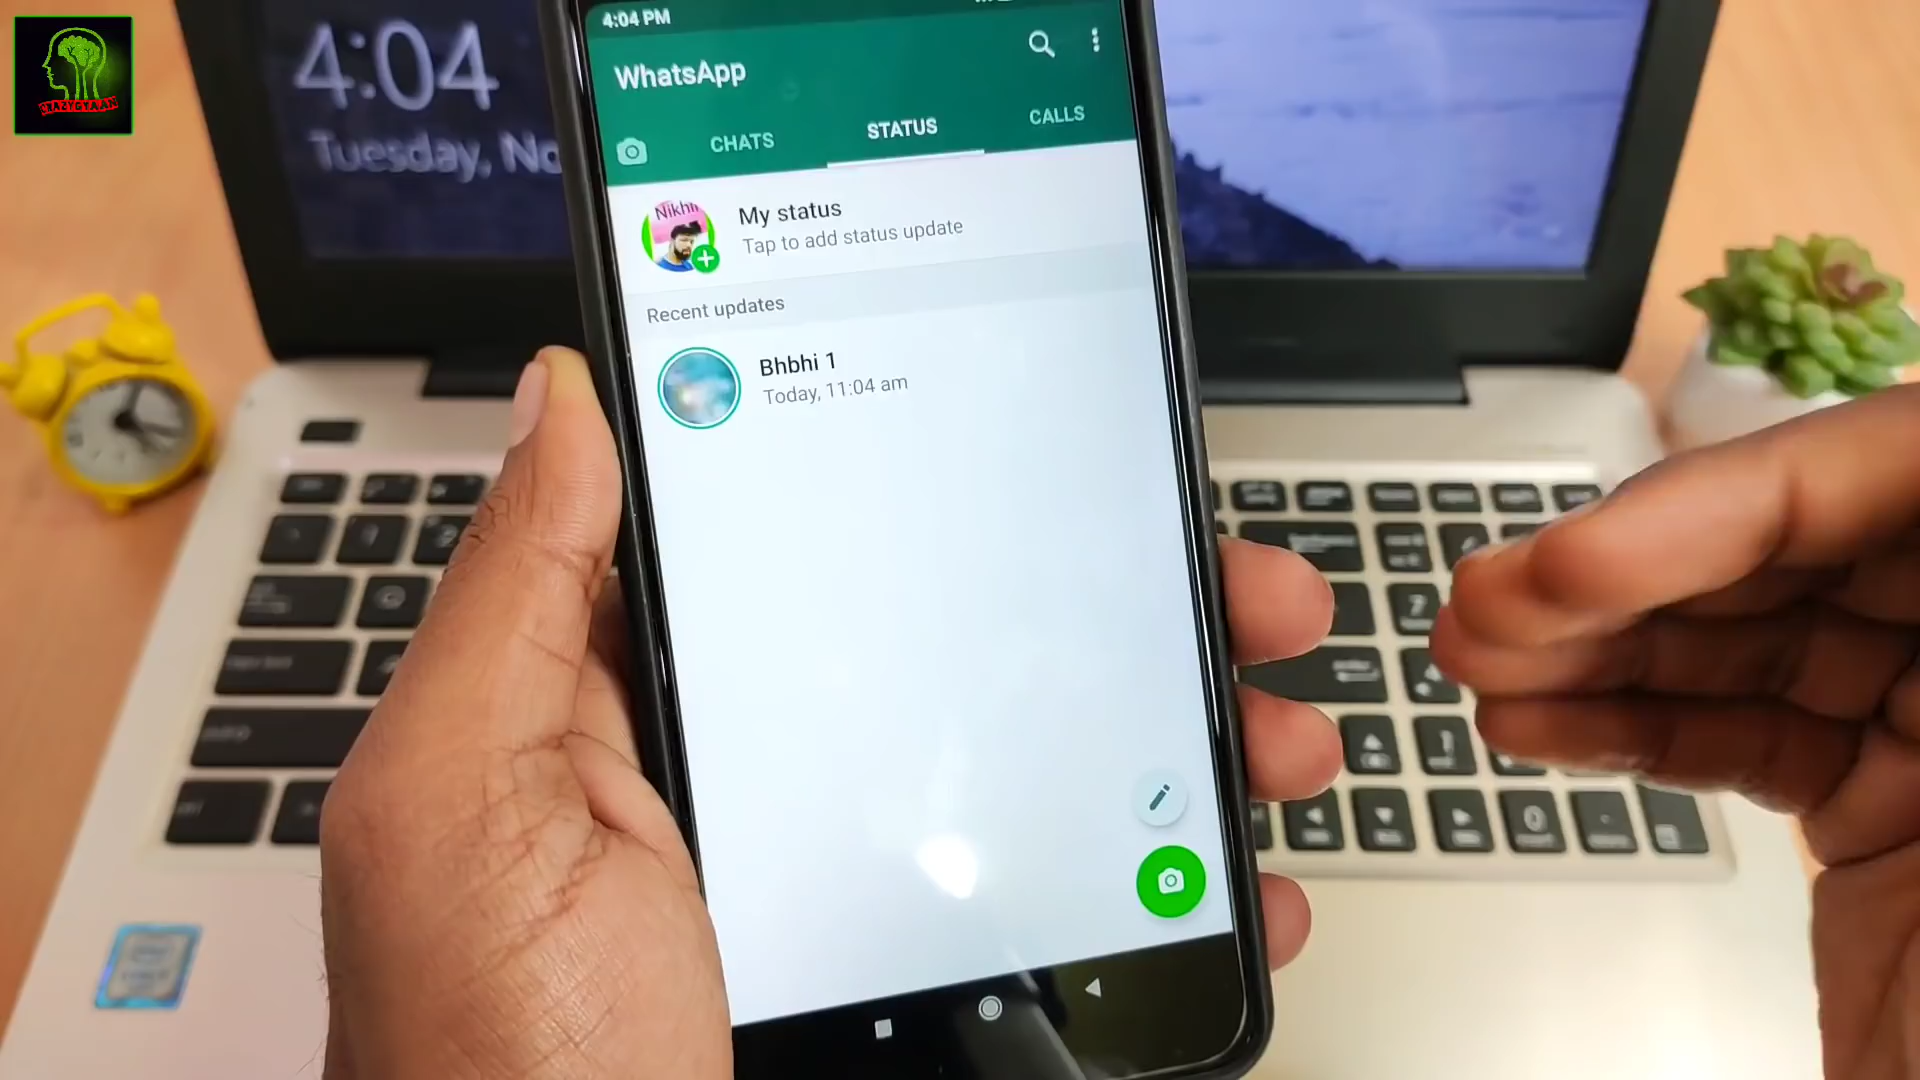 CRAZYGYAAN
4:04
Tuesday, No
4:04 PM
WhatsApp
CHATS
STATUS
CALLS
Nikhil
My status
Tap to add status update
Recent updates
Bhbhi 1
Today, 11:04 am